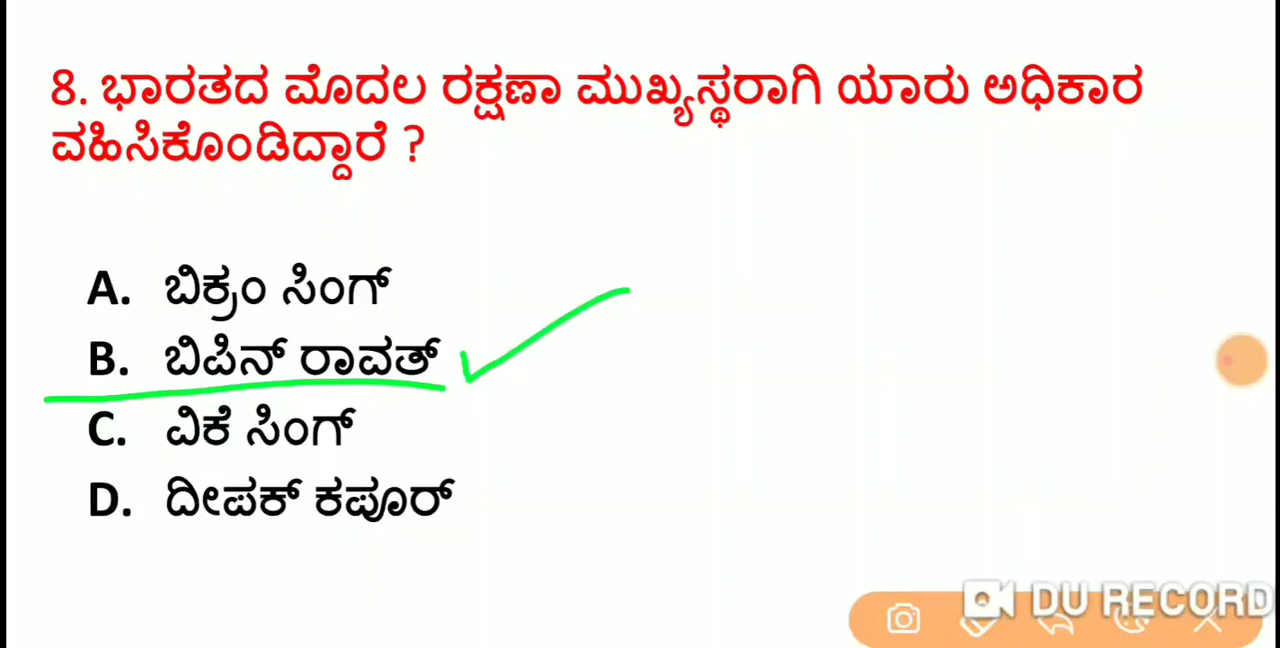 8. ಭಾರತದ ಮೊದಲ ರಕ್ಷಣಾ ಮುಖ್ಯಸ್ಥರಾಗಿ ಯಾರು ಅಧಿಕಾರ
ವಹಿಸಿಕೊಂಡಿದ್ದಾರೆ ?
A. ಬಿಕ್ರಂ ಸಿಂಗ್
B. ಬಿಪಿನ್ ರಾವತ್
C. ವಿಕೆ ಸಿಂಗ್
D. ದೀಪಕ್ ಕಪೂರ್
DU RECORD